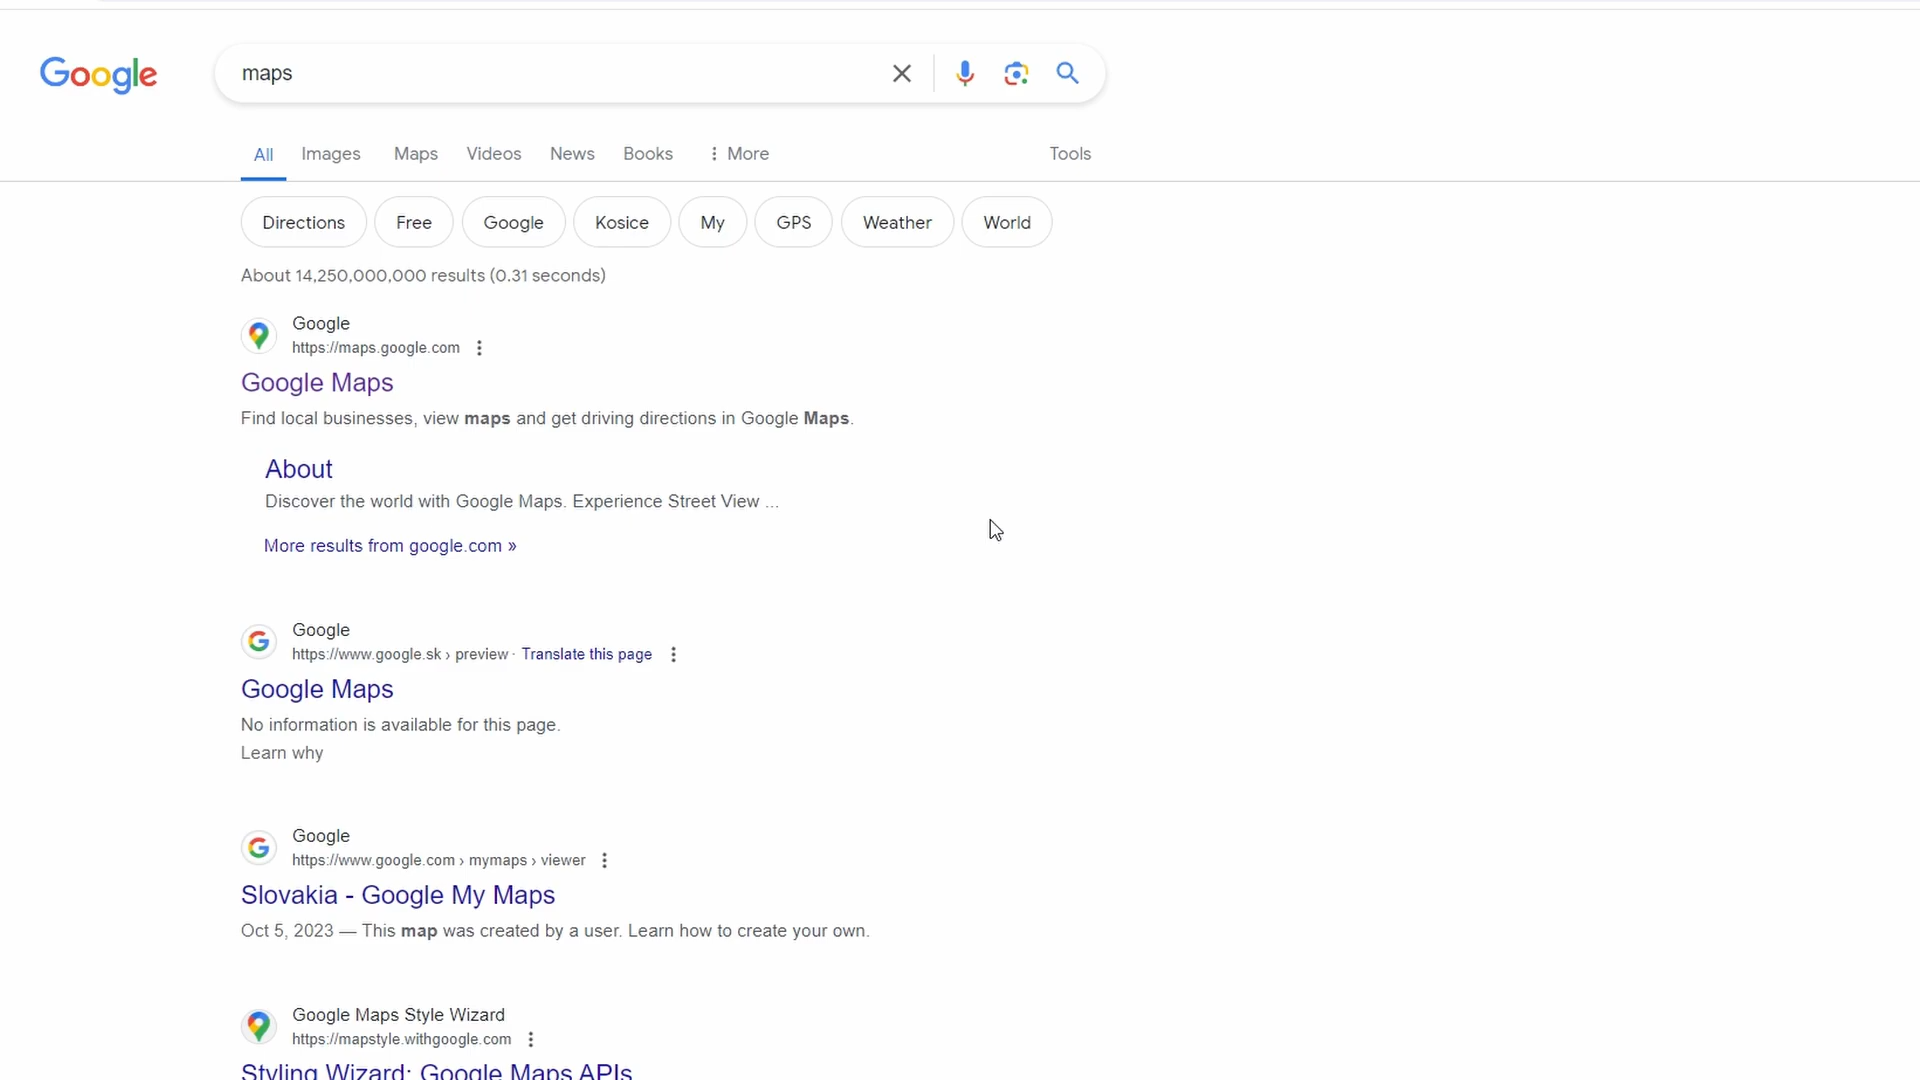 Google
maps
All Images Maps Videos News Books More Tools
Directions Free Google Kosice My GPS Weather World
About 14,250,000,000 results (0.31 seconds)
Google
https://maps.google.com
Google Maps
Find local businesses, view maps and get driving directions in Google Maps.
About
Discover the world with Google Maps. Experience Street View ...
More results from google.com »
Google
https://www.google.sk › preview · Translate this page
Google Maps
No information is available for this page.
Learn why
Google
https://www.google.com › mymaps › viewer
Slovakia - Google My Maps
Oct 5, 2023 — This map was created by a user. Learn how to create your own.
Google Maps Style Wizard
https://mapstyle.withgoogle.com
Styling Wizard: Google Maps APIs